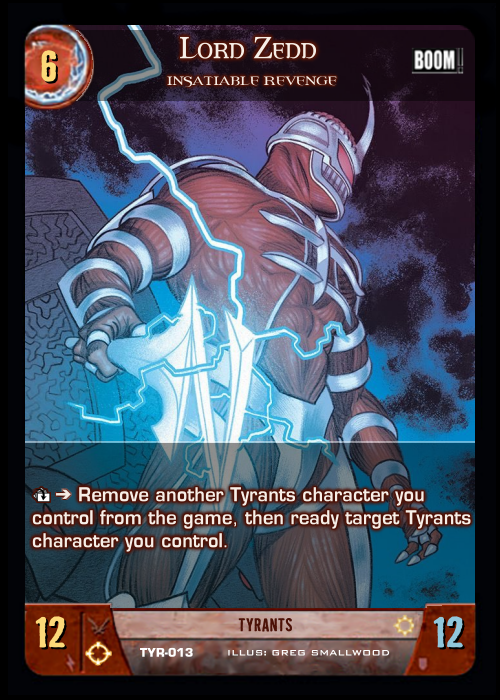 6
LORD ZEDD
INSATIABLE REVENGE
BOOM!
➔ Remove another Tyrants character you
control from the game, then ready target Tyrants
character you control.
12
TYRANTS
12
TYR-013
ILLUS: GREG SMALLWOOD